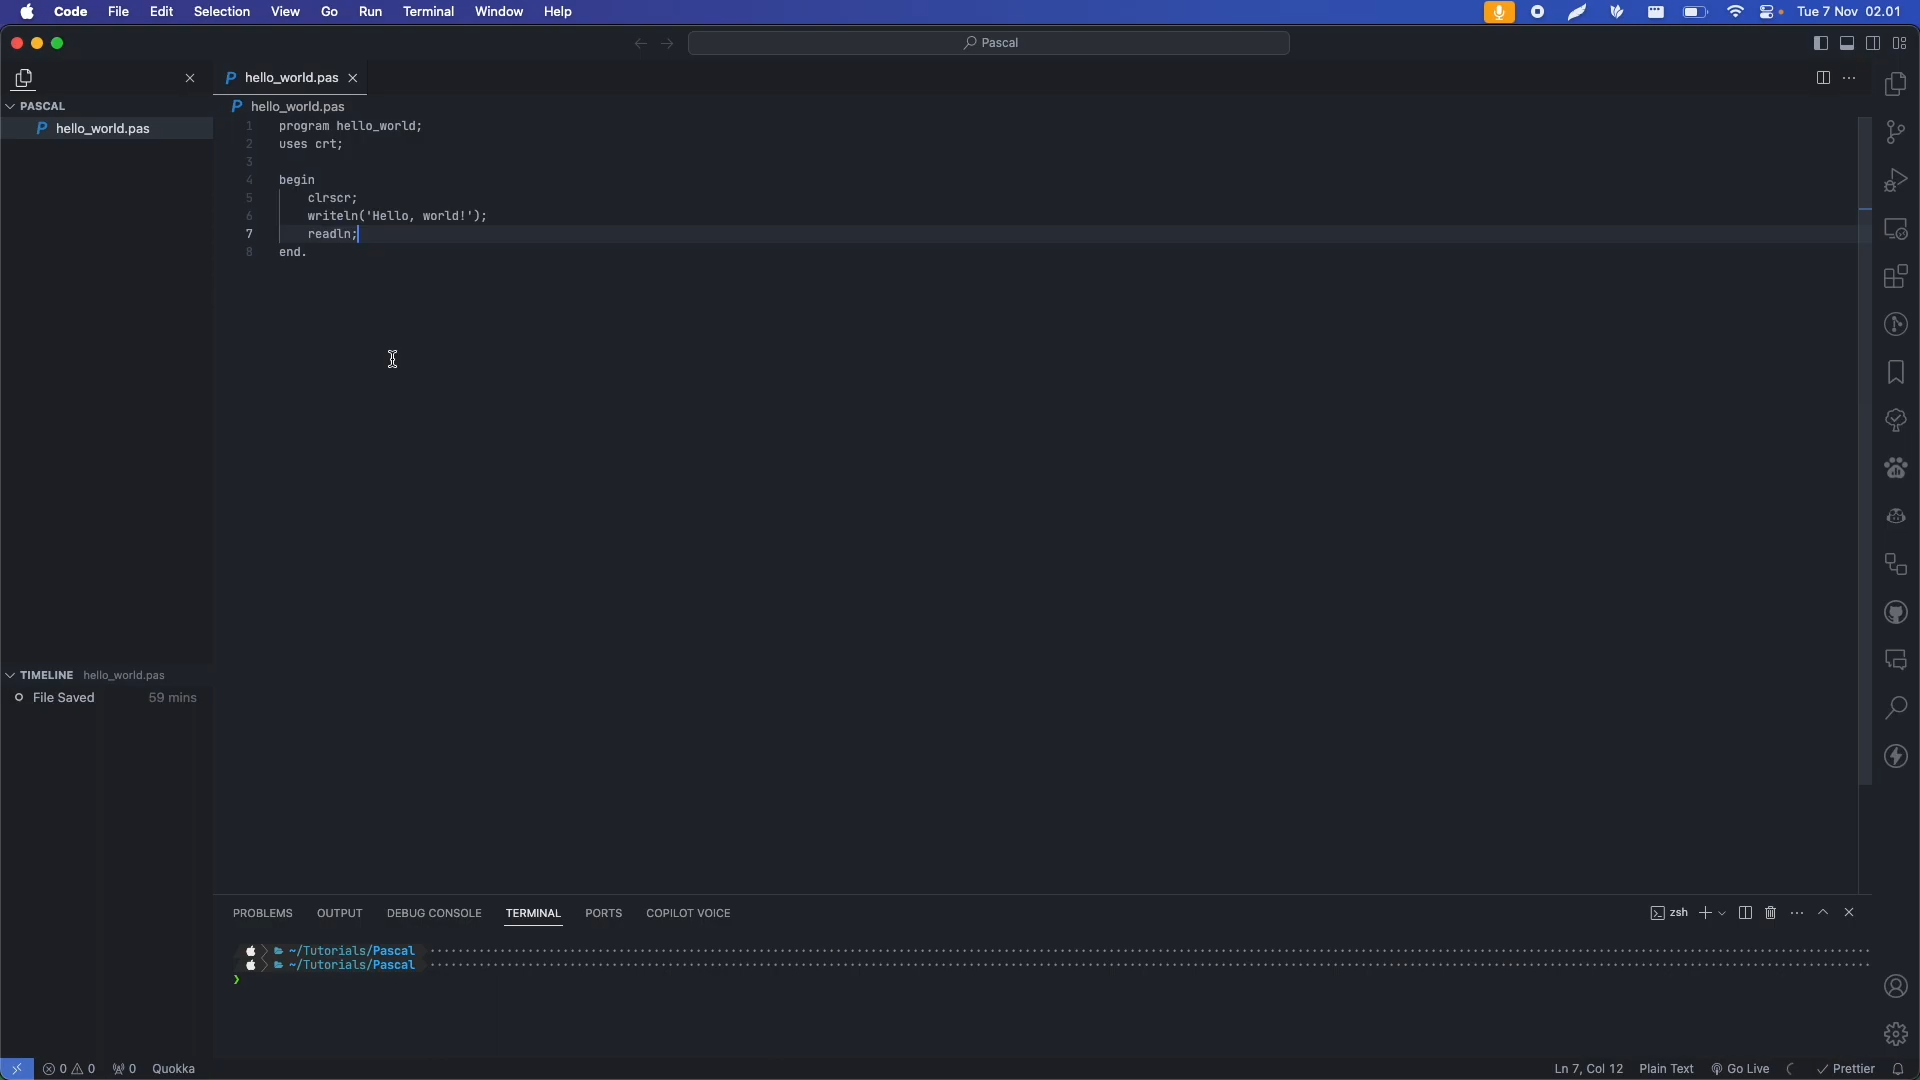 Code File Edit Selection View Go Run Terminal Window Help Tue 7 Nov 02.01
Pascal
hello_world.pas
PASCAL
hello_world.pas
hello_world.pas
1 program hello_world;
2 uses crt;
3
4 begin
5 clrscr;
6 writeln('Hello, world!');
7 readln;
8 end.
TIMELINE hello_world.pas
File Saved 59 mins
PROBLEMS OUTPUT DEBUG CONSOLE TERMINAL PORTS COPILOT VOICE zsh
~/Tutorials/Pascal
~/Tutorials/Pascal
❯
0 0 0 Quokka Ln 7, Col 12 Plain Text Go Live Prettier